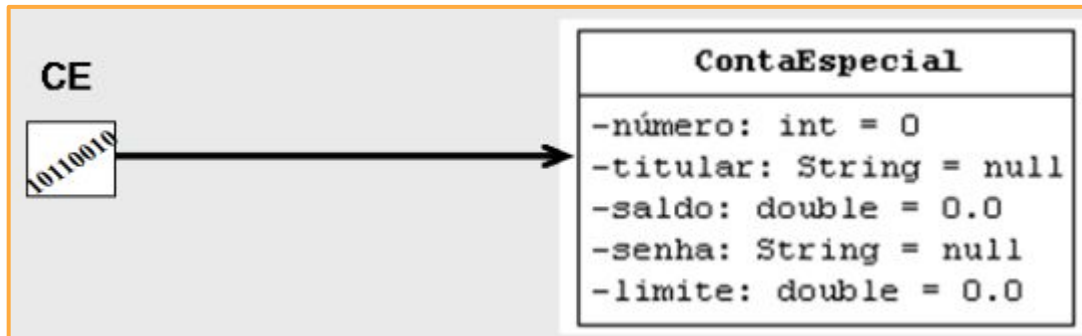 CE
10110010
ContaEspecial
-número: int = 0
-titular: String = null
-saldo: double = 0.0
-senha: String = null
-limite: double = 0.0